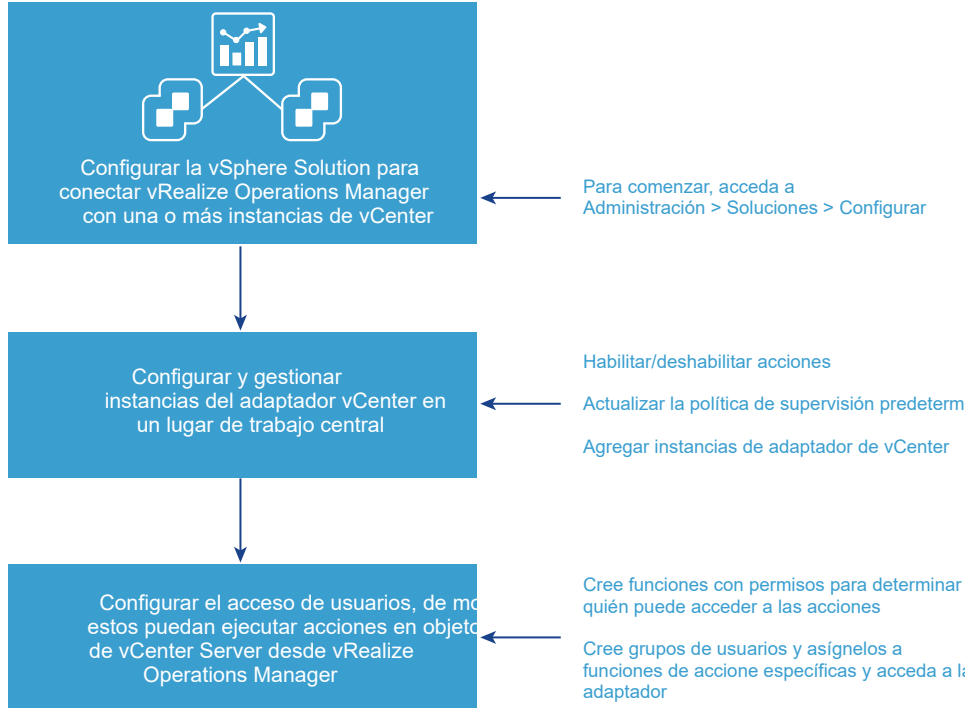 Configurar la vSphere Solution para
conectar vRealize Operations Manager
con una o más instancias de vCenter
Para comenzar, acceda a
Administración > Soluciones > Configurar
Configurar y gestionar
instancias del adaptador vCenter en
un lugar de trabajo central
Habilitar/deshabilitar acciones
Actualizar la política de supervisión
Agregar instancias de adaptador de vCenter
Configurar el acceso de usuarios, de
estos puedan ejecutar acciones en
de vCenter Server desde vRealize
Operations Manager
Cree funciones con permisos para determinar
quién puede acceder a las acciones
Cree grupos de usuarios y asígnelos a
funciones de accione específicas y acceda a
adaptador